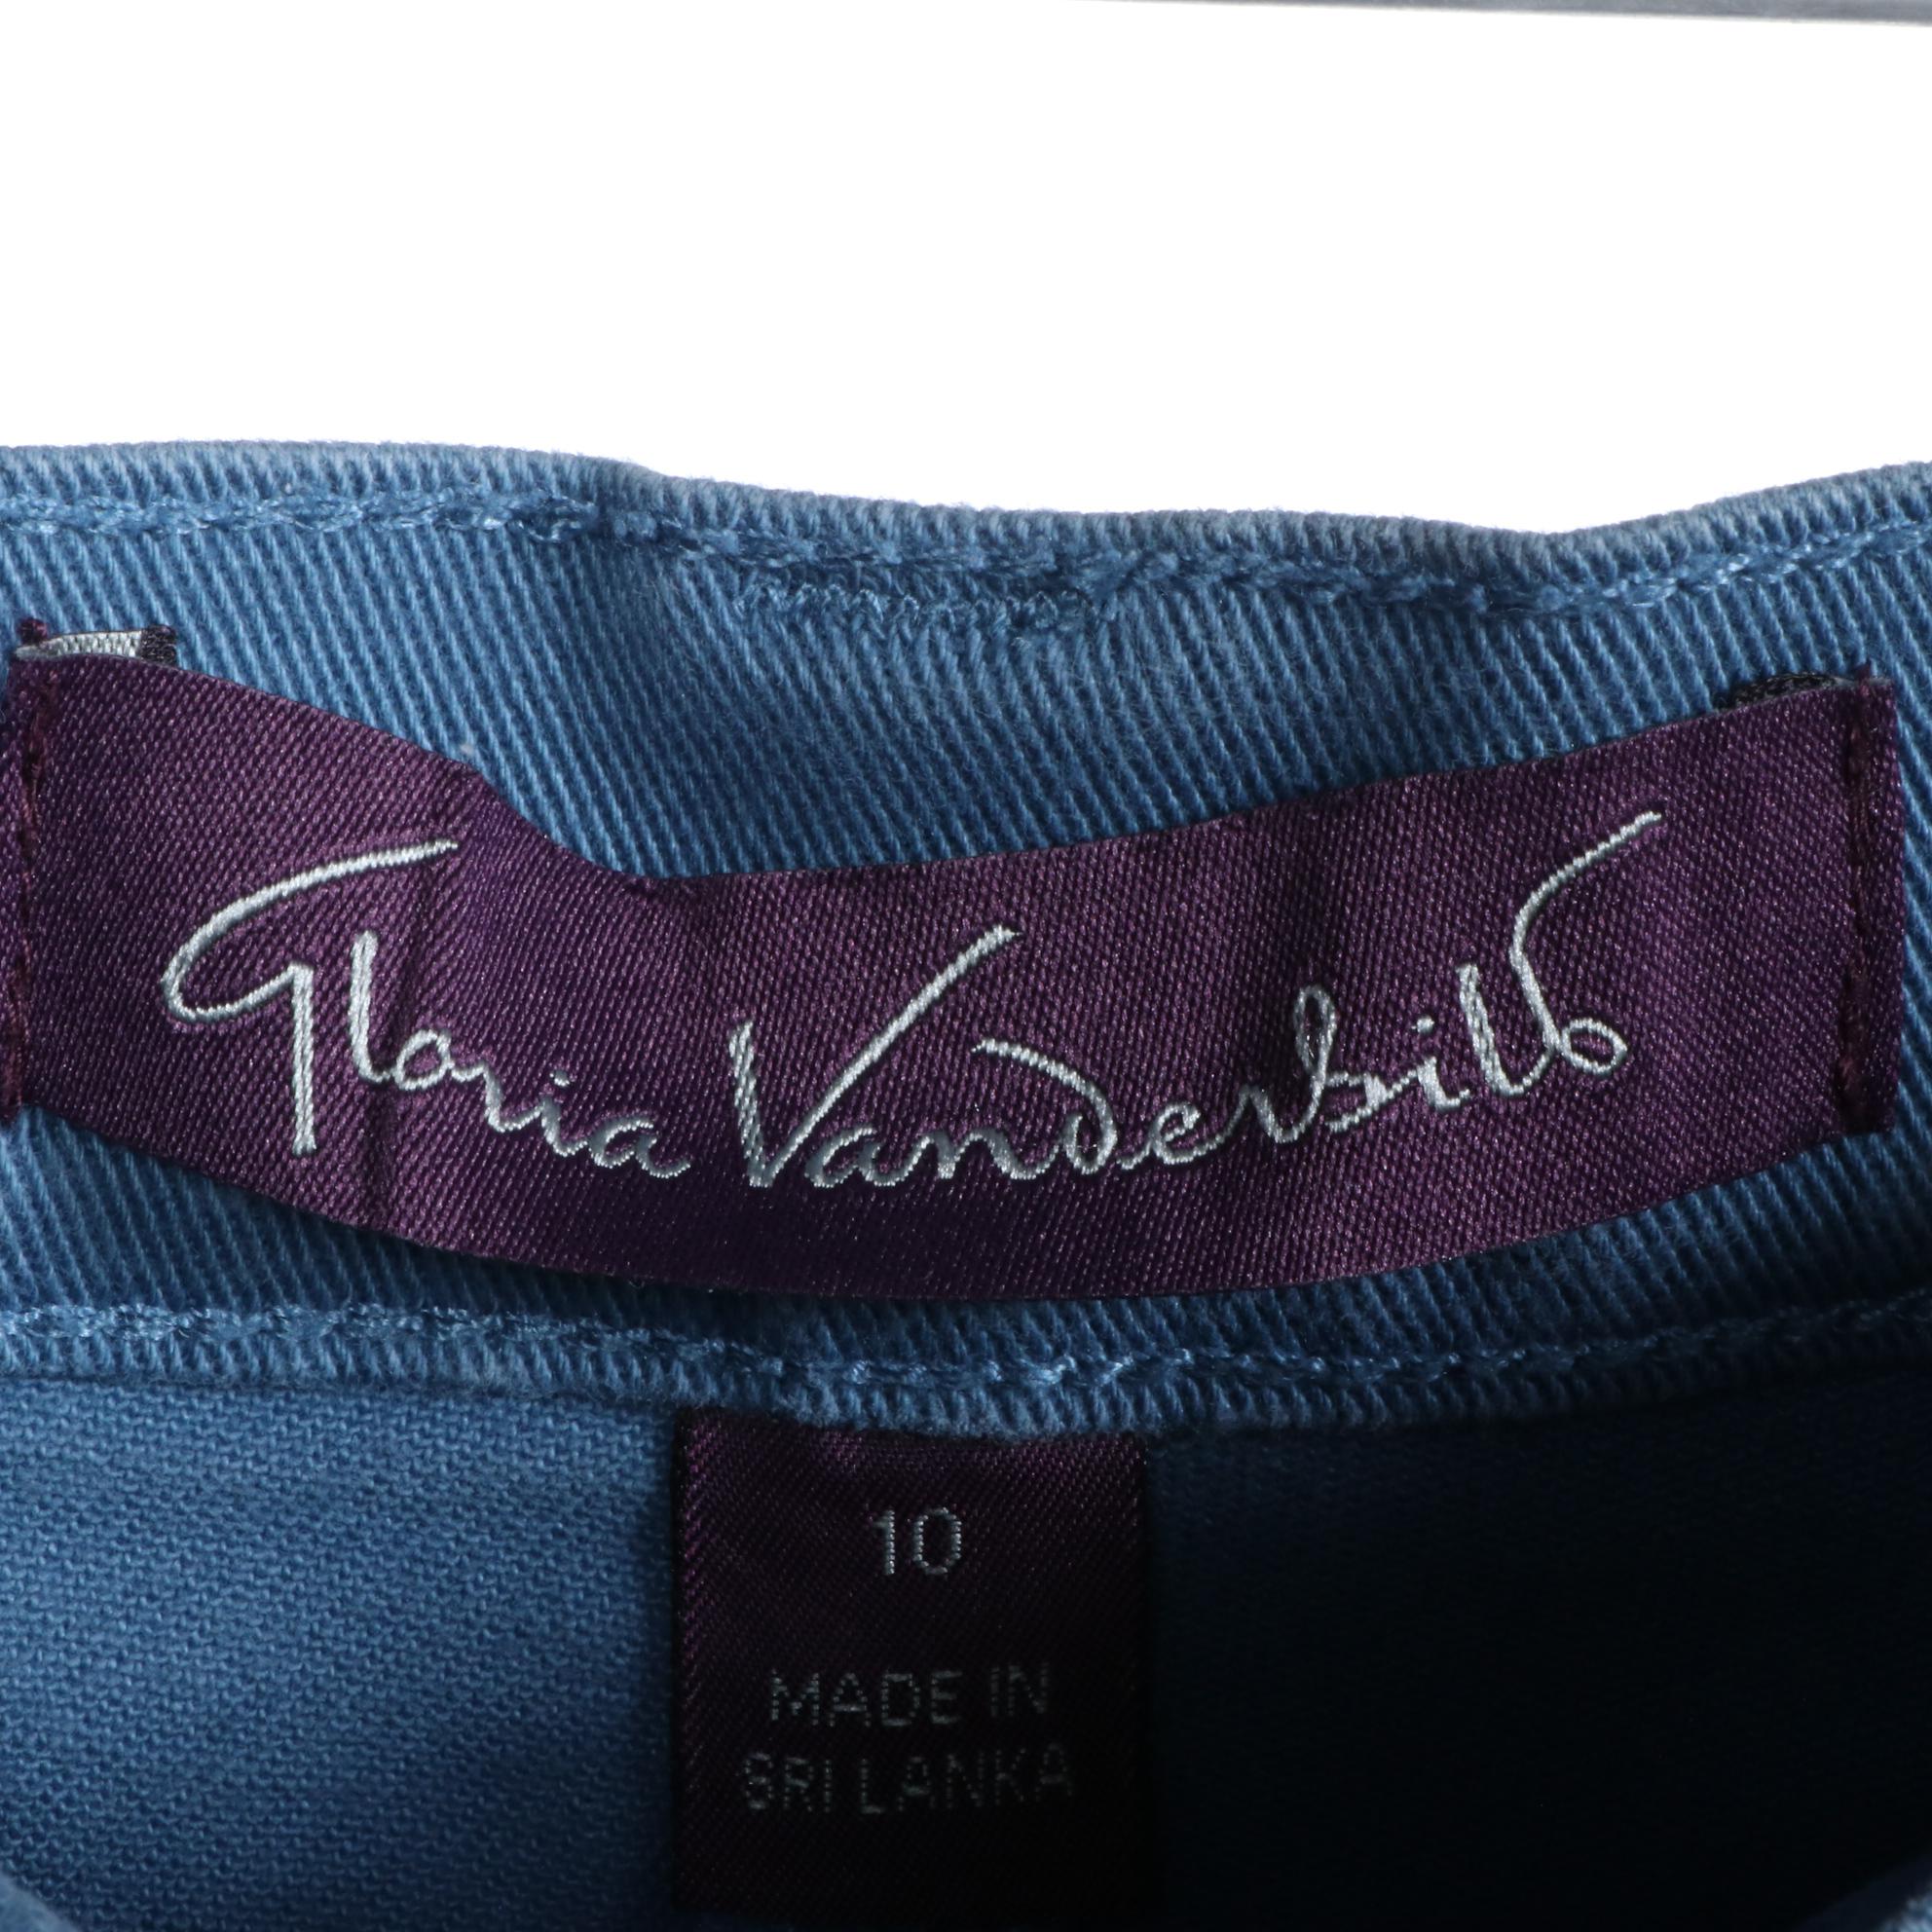 Gloria Vanderbilt
10
MADE IN
SRI LANKA